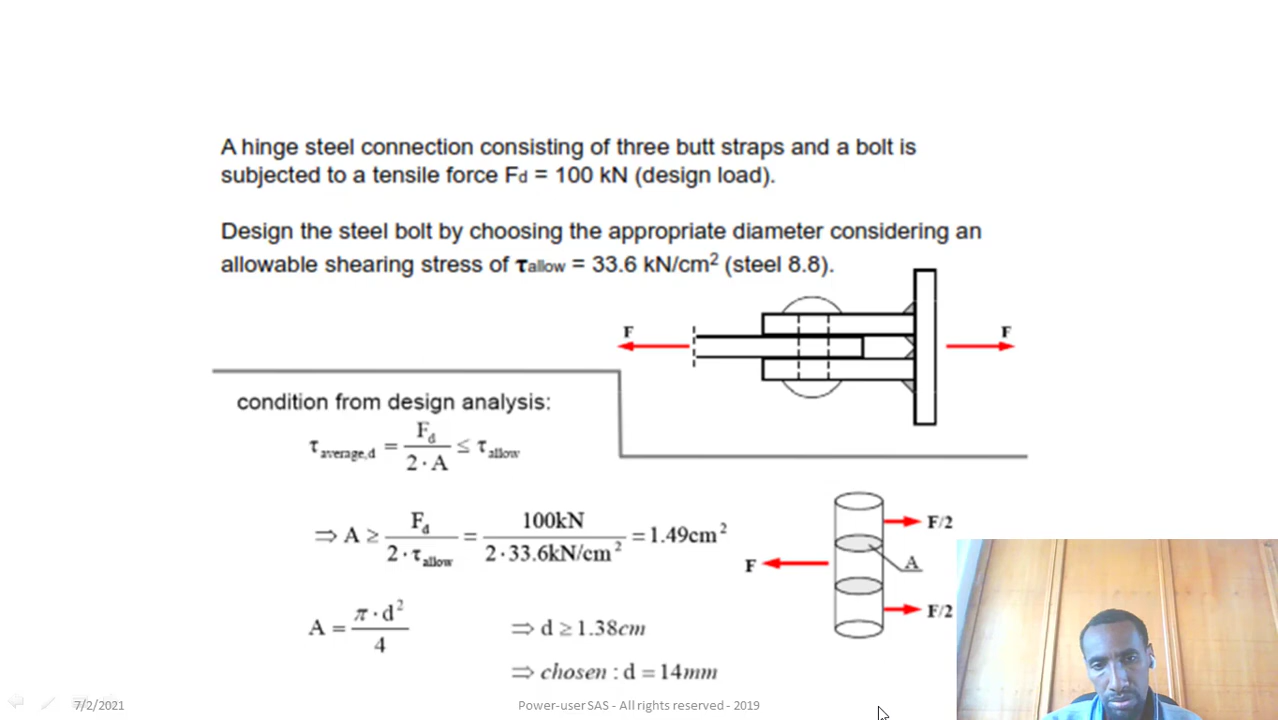 A hinge steel connection consisting of three butt straps and a bolt is
subjected to a tensile force Fd = 100 kN (design load).
Design the steel bolt by choosing the appropriate diameter considering an
allowable shearing stress of τallow = 33.6 kN/cm² (steel 8.8).
F
F
condition from design analysis:
τ average,d = Fd / 2 · A ≤ τ allow
⇒ A ≥ Fd / 2 · τ allow = 100kN / 2 · 33.6kN/cm² = 1.49cm²
A = π · d² / 4
⇒ d ≥ 1.38cm
⇒ chosen : d = 14mm
F/2
F
A
F/2
7/2/2021
Power-user SAS - All rights reserved - 2019